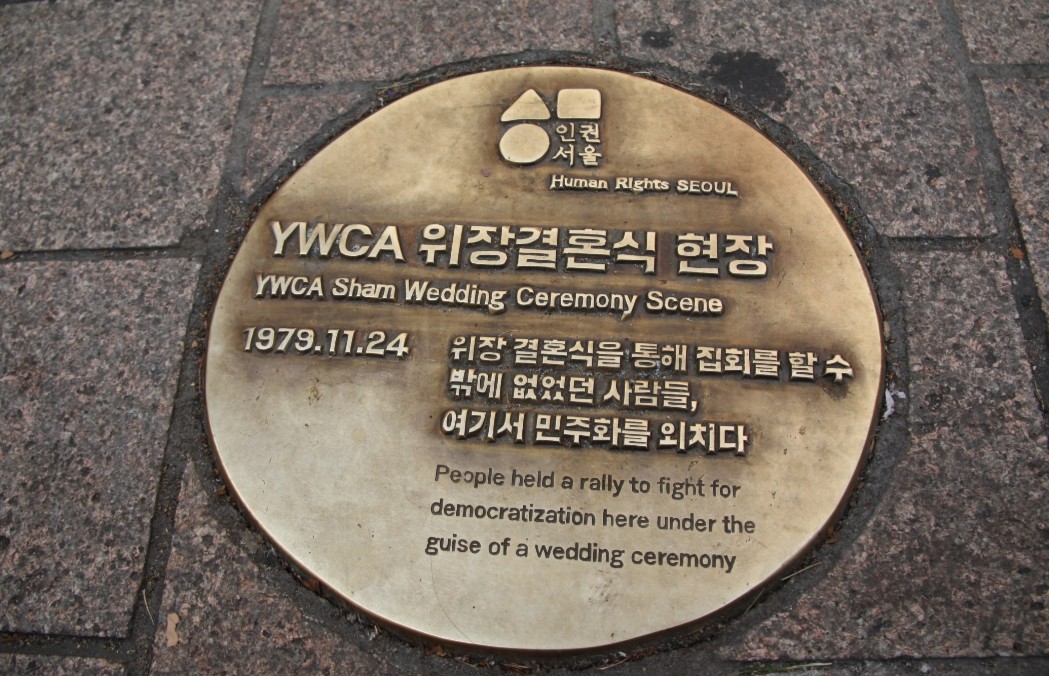 인권
서울
Human Rights SEOUL
YWCA 위장결혼식 현장
YWCA Sham Wedding Ceremony Scene
1979.11.24
위장 결혼식을 통해 집회를 할 수
밖에 없었던 사람들,
여기서 민주화를 외치다
People held a rally to fight for
democratization here under the
guise of a wedding ceremony